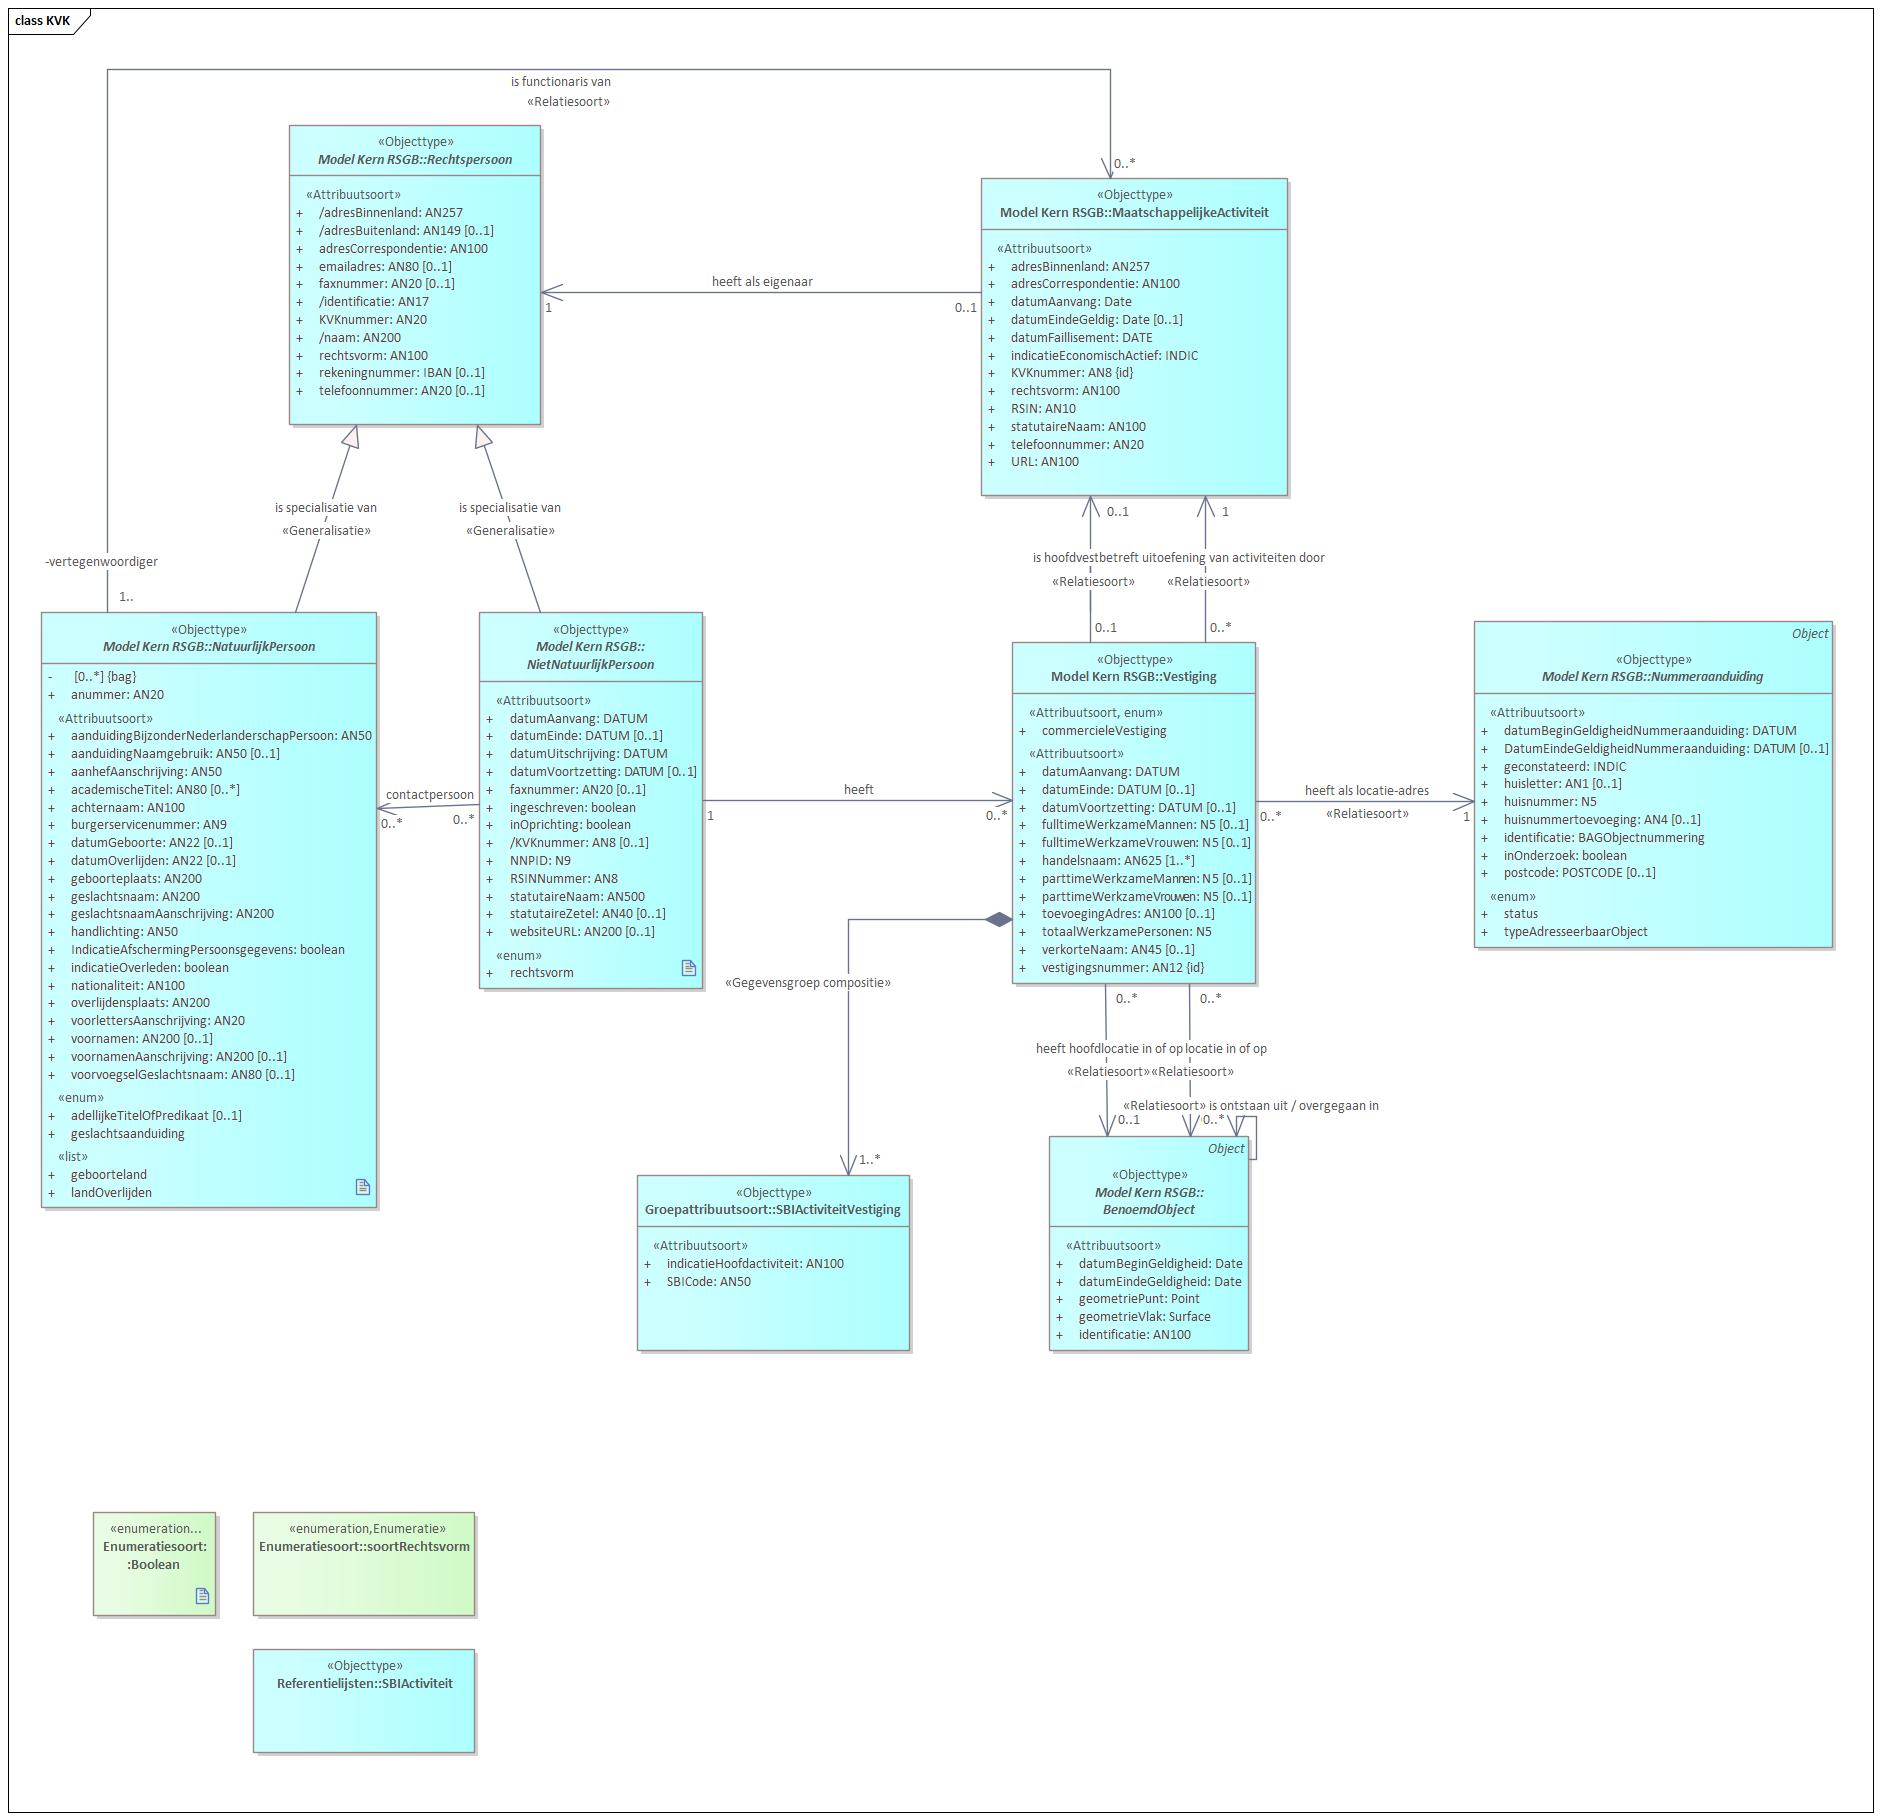 class KVK
is functionaris van
«Relatiesoort»
0..*
«Objecttype»
Model Kern RSGB::Rechtspersoon
«Attribuutsoort»
+ /adresBinnenland: AN257
+ /adresBuitenland: AN149 [0..1]
+ adresCorrespondentie: AN100
+ emailadres: AN80 [0..1]
+ faxnummer: AN20 [0..1]
+ /identificatie: AN17
+ KVKnummer: AN20
+ /naam: AN200
+ rechtsvorm: AN100
+ rekeningnummer: IBAN [0..1]
+ telefoonnummer: AN20 [0..1]
heeft als eigenaar
1
0..1
«Objecttype»
Model Kern RSGB::MaatschappelijkeActiviteit
«Attribuutsoort»
+ adresBinnenland: AN257
+ adresCorrespondentie: AN100
+ datumAanvang: Date
+ datumEindeGeldig: Date [0..1]
+ datumFaillisement: DATE
+ indicatieEconomischActief: INDIC
+ KVKnummer: AN8 {id}
+ rechtsvorm: AN100
+ RSIN: AN10
+ statutaireNaam: AN100
+ telefoonnummer: AN20
+ URL: AN100
is specialisatie van
«Generalisatie»
is specialisatie van
«Generalisatie»
-vertegenwoordiger
1..
0..1
1
is hoofdvestbetreft uitoefening van activiteiten door
«Relatiesoort»
«Relatiesoort»
0..1
0..*
«Objecttype»
Model Kern RSGB::NatuurlijkPersoon
- [0..*] {bag}
+ anummer: AN20
«Attribuutsoort»
+ aanduidingBijzonderNederlanderschapPersoon: AN50
+ aanduidingNaamgebruik: AN50 [0..1]
+ aanhefAanschrijving: AN50
+ academischeTitel: AN80 [0..*]
+ achternaam: AN100
+ burgerservicenummer: AN9
+ datumGeboorte: AN22 [0..1]
+ datumOverlijden: AN22 [0..1]
+ geboorteplaats: AN200
+ geslachtsnaam: AN200
+ geslachtsnaamAanschrijving: AN200
+ handlichting: AN50
+ IndicatieAfschermingPersoonsgegevens: boolean
+ indicatieOverleden: boolean
+ nationaliteit: AN100
+ overlijdensplaats: AN200
+ voorlettersAanschrijving: AN20
+ voornamen: AN200 [0..1]
+ voornamenAanschrijving: AN200 [0..1]
+ voorvoegselGeslachtsnaam: AN80 [0..1]
«enum»
+ adellijkeTitelOfPredikaat [0..1]
+ geslachtsaanduiding
«list»
+ geboorteland
+ landOverlijden
contactpersoon
0..*
0..*
«Objecttype»
Model Kern RSGB::
NietNatuurlijkPersoon
«Attribuutsoort»
+ datumAanvang: DATUM
+ datumEinde: DATUM [0..1]
+ datumUitschrijving: DATUM
+ datumVoortzetting: DATUM [0..1]
+ faxnummer: AN20 [0..1]
+ ingeschreven: boolean
+ inOprichting: boolean
+ /KVKnummer: AN8 [0..1]
+ NNPID: N9
+ RSINNummer: AN8
+ statutaireNaam: AN500
+ statutaireZetel: AN40 [0..1]
+ websiteURL: AN200 [0..1]
«enum»
+ rechtsvorm
heeft
1
0..*
«Objecttype»
Model Kern RSGB::Vestiging
«Attribuutsoort, enum»
+ commercieleVestiging
«Attribuutsoort»
+ datumAanvang: DATUM
+ datumEinde: DATUM [0..1]
+ datumVoortzetting: DATUM [0..1]
+ fulltimeWerkzameMannen: N5 [0..1]
+ fulltimeWerkzameVrouwen: N5 [0..1]
+ handelsnaam: AN625 [1..*]
+ parttimeWerkzameMannen: N5 [0..1]
+ parttimeWerkzameVrouwen: N5 [0..1]
+ toevoegingAdres: AN100 [0..1]
+ totaalWerkzamePersonen: N5
+ verkorteNaam: AN45 [0..1]
+ vestigingsnummer: AN12 {id}
heeft als locatie-adres
«Relatiesoort»
0..*
1
Object
«Objecttype»
Model Kern RSGB::Nummeraanduiding
«Attribuutsoort»
+ datumBeginGeldigheidNummeraanduiding: DATUM
+ DatumEindeGeldigheidNummeraanduiding: DATUM [0..1]
+ geconstateerd: INDIC
+ huisletter: AN1 [0..1]
+ huisnummer: N5
+ huisnummertoevoeging: AN4 [0..1]
+ identificatie: BAGObjectnummering
+ inOnderzoek: boolean
+ postcode: POSTCODE [0..1]
«enum»
+ status
+ typeAdresseerbaarObject
«Gegevensgroep compositie»
1..*
0..*
0..*
heeft hoofdlocatie in of op locatie in of op
«Relatiesoort» «Relatiesoort»
«Relatiesoort» is ontstaan uit / overgegaan in
0..1
0..*
«Objecttype»
Groepattribuutsoort::SBIActiviteitVestiging
«Attribuutsoort»
+ indicatieHoofdactiviteit: AN100
+ SBICode: AN50
Object
«Objecttype»
Model Kern RSGB::
BenoemdObject
«Attribuutsoort»
+ datumBeginGeldigheid: Date
+ datumEindeGeldigheid: Date
+ geometriePunt: Point
+ geometrieVlak: Surface
+ identificatie: AN100
«enumeration...
Enumeratiesoort:
:Boolean
«enumeration,Enumeratie»
Enumeratiesoort::soortRechtsvorm
«Objecttype»
Referentielijsten::SBIActiviteit